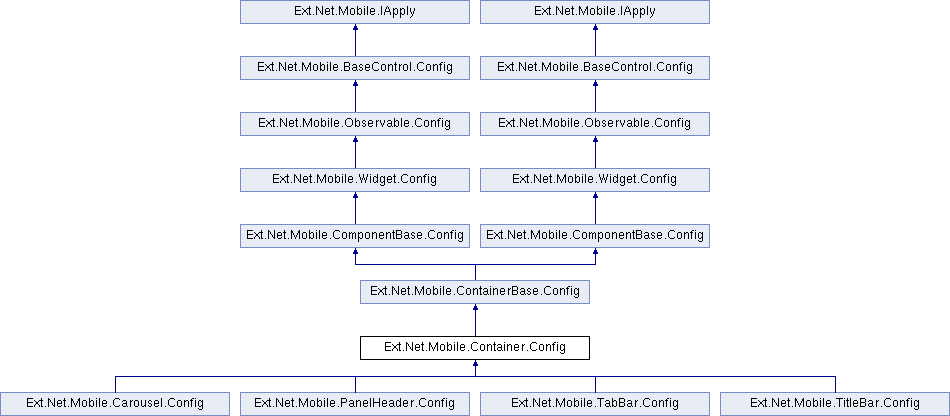 Ext.Net.Mobile.IApply
Ext.Net.Mobile.IApply
Ext.Net.Mobile.BaseControl.Config
Ext.Net.Mobile.BaseControl.Config
Ext.Net.Mobile.Observable.Config
Ext.Net.Mobile.Observable.Config
Ext.Net.Mobile.Widget.Config
Ext.Net.Mobile.Widget.Config
Ext.Net.Mobile.ComponentBase.Config
Ext.Net.Mobile.ComponentBase.Config
Ext.Net.Mobile.ContainerBase.Config
Ext.Net.Mobile.Container.Config
Ext.Net.Mobile.Carousel.Config
Ext.Net.Mobile.PanelHeader.Config
Ext.Net.Mobile.TabBar.Config
Ext.Net.Mobile.TitleBar.Config